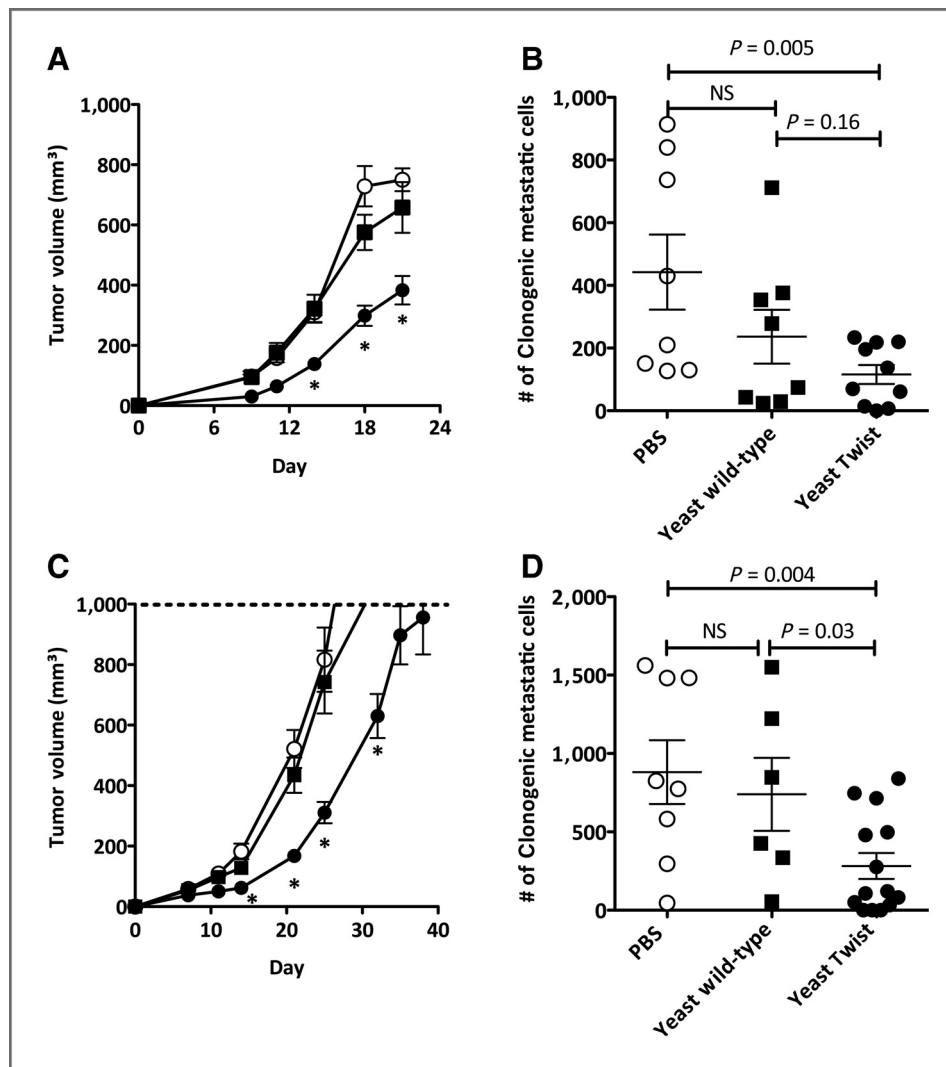 A
Tumor volume (mm³)
1,000
800
600
400
200
0
0 6 12 18 24
Day
B
P = 0.005
NS
P = 0.16
# of Clonogenic metastatic cells
1,000
800
600
400
200
0
PBS
Yeast wild-type
Yeast Twist
*
*
*
C
Tumor volume (mm³)
1,000
800
600
400
200
0
0 10 20 30 40
Day
*
*
*
*
D
P = 0.004
NS
P = 0.03
# of Clonogenic metastatic cells
2,000
1,500
1,000
500
0
PBS
Yeast wild-type
Yeast Twist